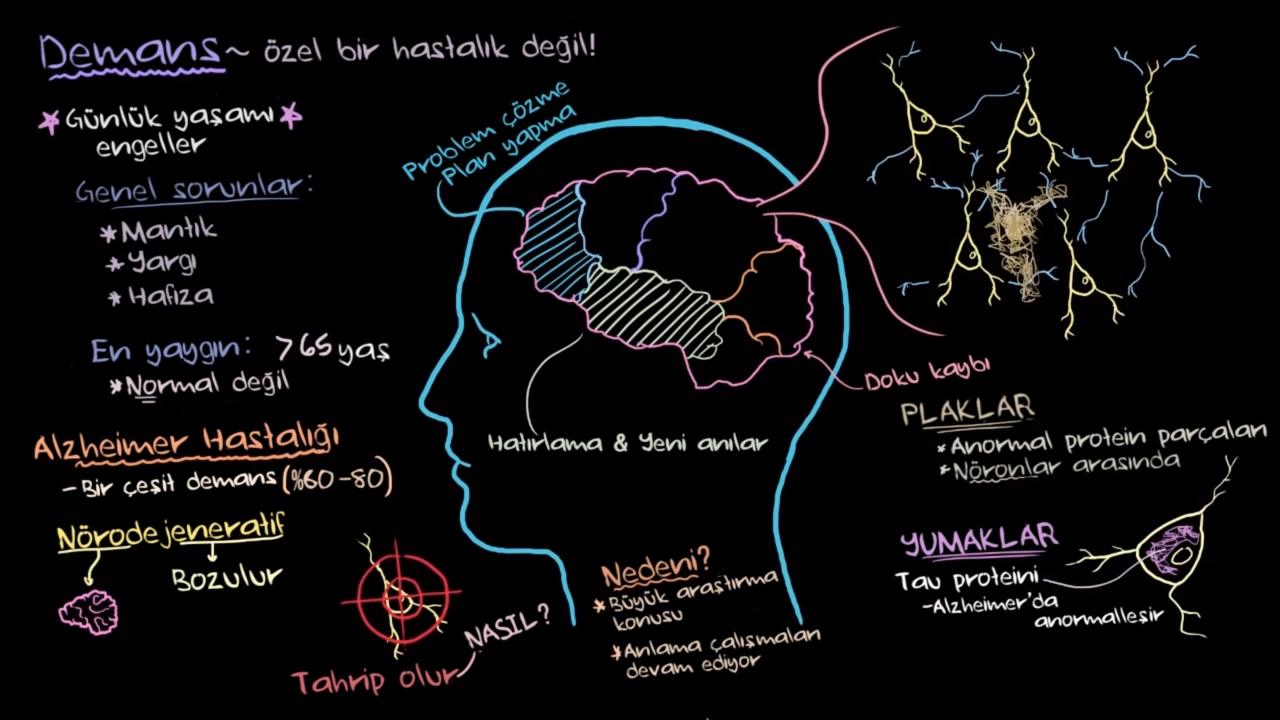 Demans ~ özel bir hastalık değil!
* Günlük yaşamı *
engeller
Genel sorunlar:
* Mantık
* Yargı
* Hafıza
En yaygın: >65 yaş
* Normal değil
Alzheimer Hastalığı
- Bir çeşit demans (%60-80)
Nörodejeneratif
Bozulur
Tahrip olur
NASIL?
Problem çözme
Plan yapma
Hatırlama & Yeni anılar
Nedeni?
* Büyük araştırma
konusu
* Anlama çalışmaları
devam ediyor
Doku kaybı
PLAKLAR
* Anormal protein parçaları
* Nöronlar arasında
YUMAKLAR
Tau proteini
- Alzheimer'da
anormalleşir